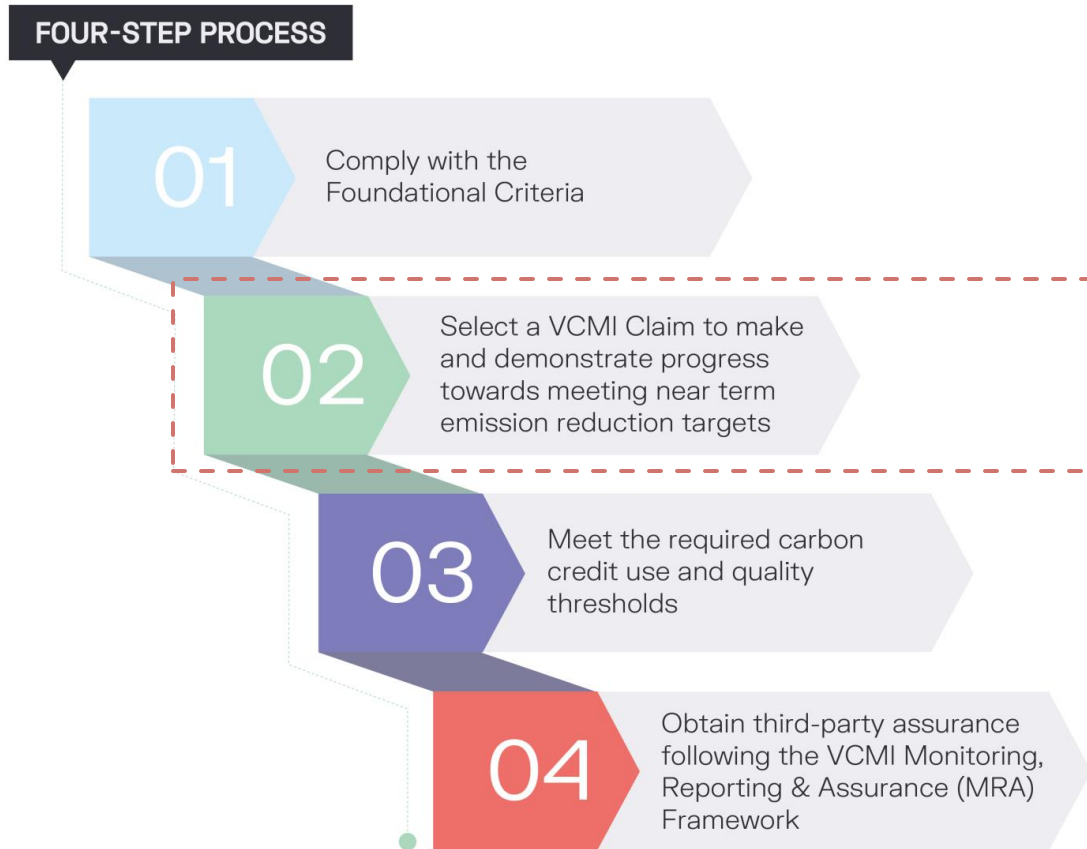 FOUR-STEP PROCESS
01
Comply with the
Foundational Criteria
02
Select a VCMI Claim to make
and demonstrate progress
towards meeting near term
emission reduction targets
03
Meet the required carbon
credit use and quality
thresholds
04
Obtain third-party assurance
following the VCMI Monitoring,
Reporting & Assurance (MRA)
Framework